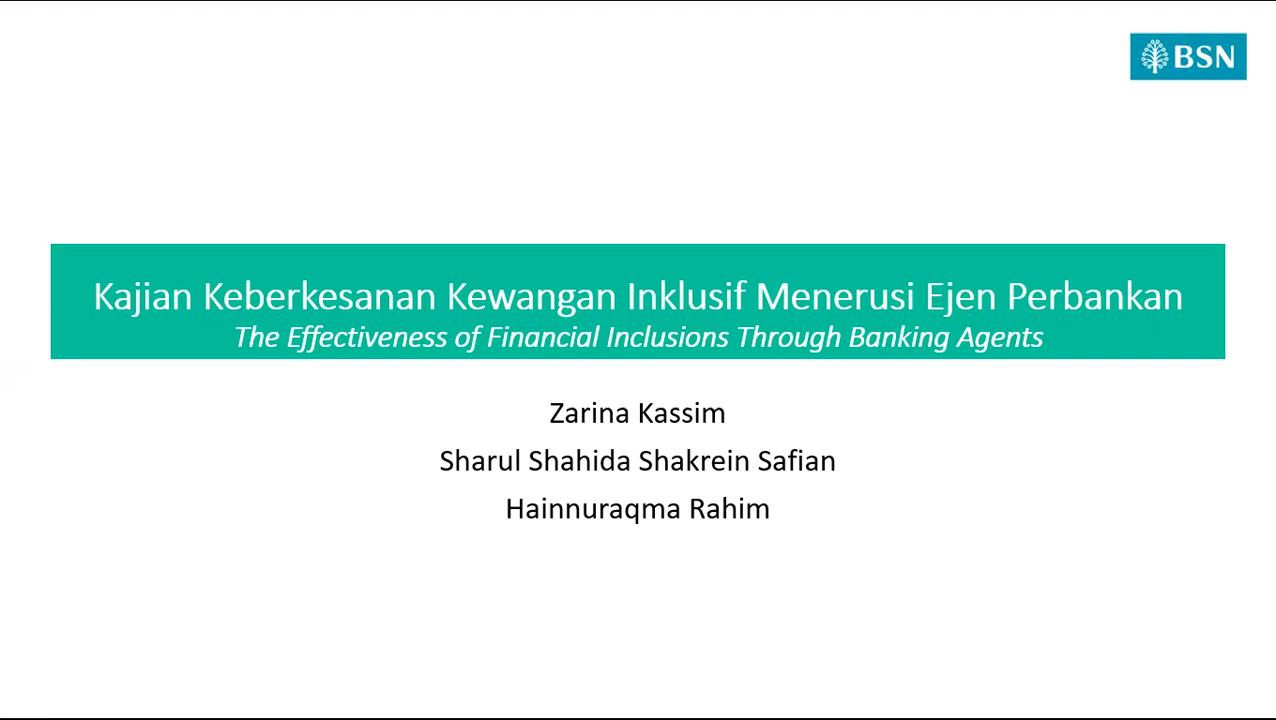 BSN
Kajian Keberkesanan Kewangan Inklusif Menerusi Ejen Perbankan
The Effectiveness of Financial Inclusions Through Banking Agents
Zarina Kassim
Sharul Shahida Shakrein Safian
Hainnuraqma Rahim